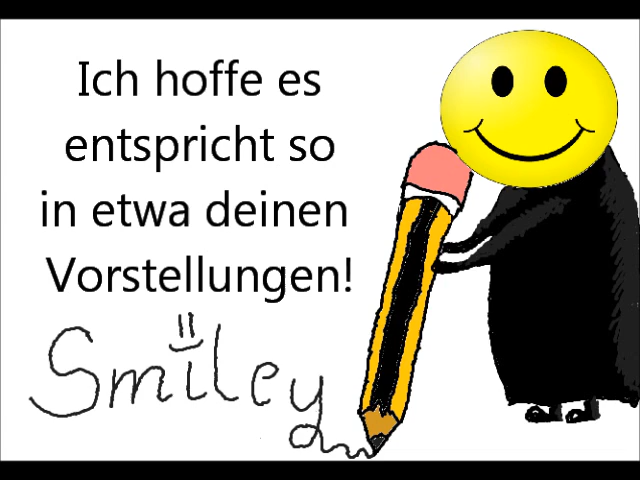 Ich hoffe es
entspricht so
in etwa deinen
Vorstellungen!
Smiley